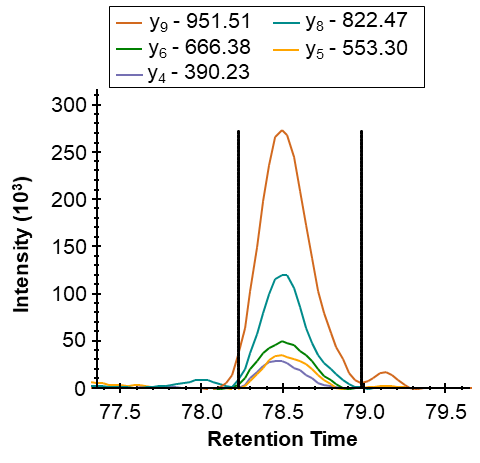 y₉ - 951.51 y₈ - 822.47
y₆ - 666.38 y₅ - 553.30
y₄ - 390.23
300
250
200
150
100
50
0
Intensity (10³)
77.5 78.0 78.5 79.0 79.5
Retention Time